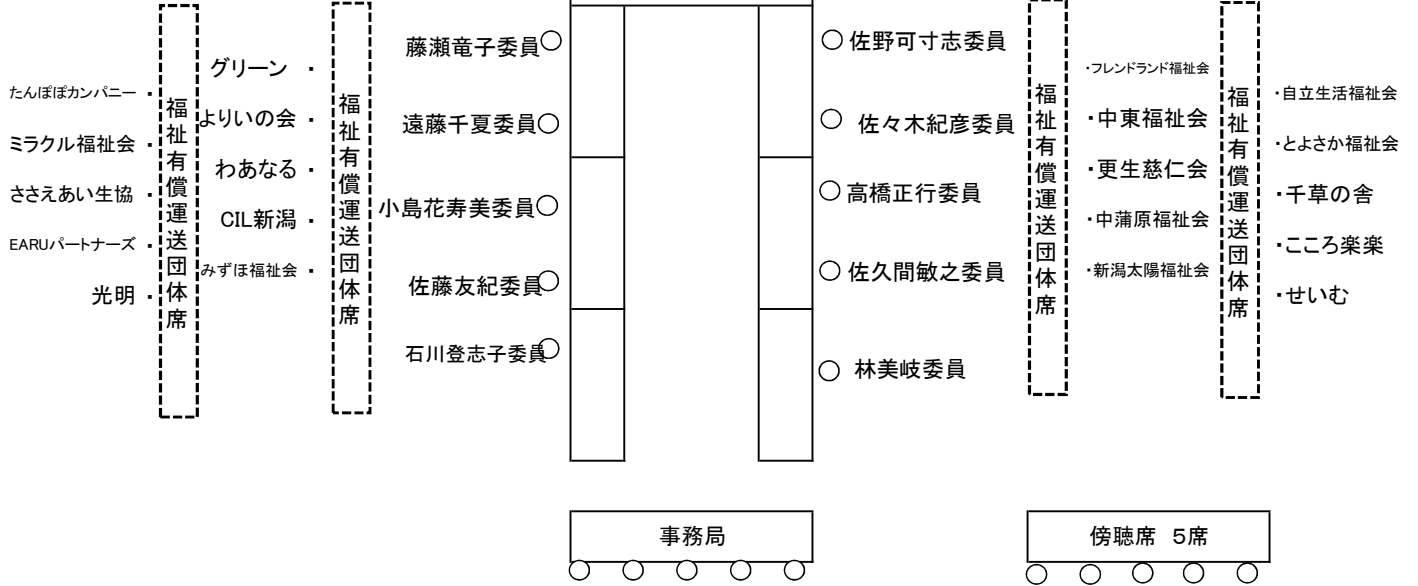 たんぽぽカンパニー ・
ミラクル福祉会 ・
ささえあい生協 ・
EARUパートナーズ ・
光明 ・
福祉有償運送団体席
グリーン ・
よりいの会 ・
わあなる ・
CIL新潟 ・
みずほ福祉会 ・
福祉有償運送団体席
藤瀬竜子委員
遠藤千夏委員
小島花寿美委員
佐藤友紀委員
石川登志子委員
佐野可寸志委員
佐々木紀彦委員
高橋正行委員
佐久間敏之委員
林美岐委員
福祉有償運送団体席
・フレンドランド福祉会
・中東福祉会
・更生慈仁会
・中蒲原福祉会
・新潟太陽福祉会
福祉有償運送団体席
・自立生活福祉会
・とよさか福祉会
・千草の舎
・こころ楽楽
・せいむ
事務局
傍聴席 5席